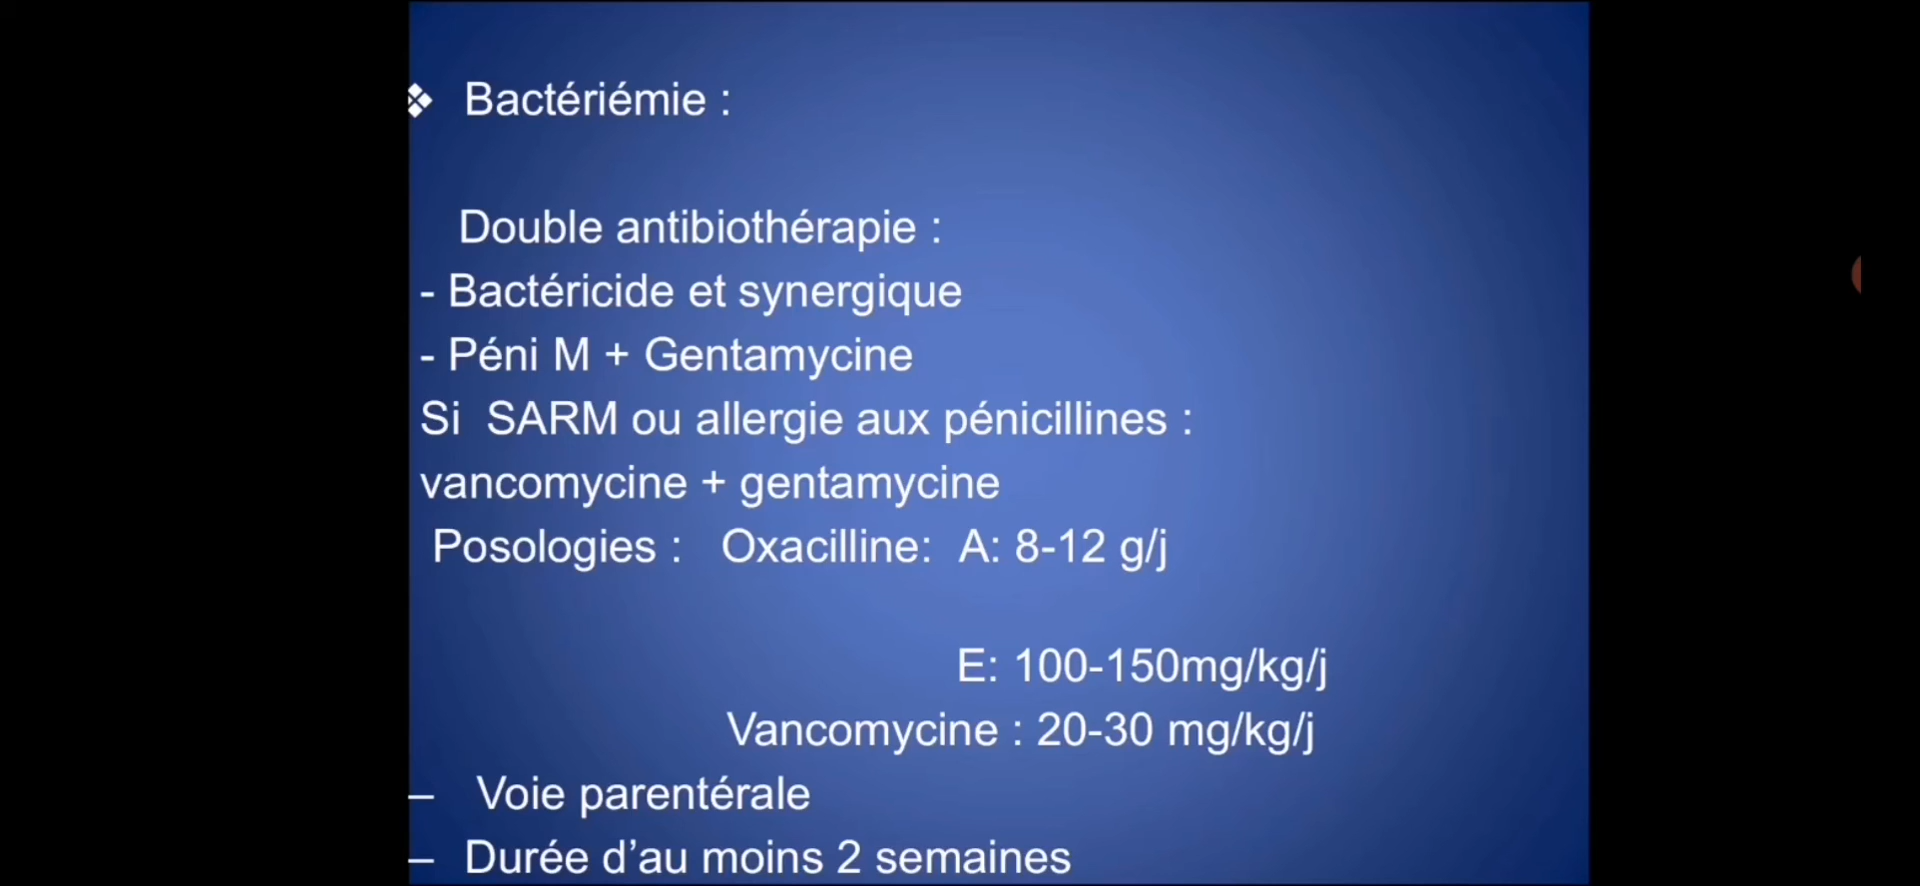 ❖ Bactériémie :
Double antibiothérapie :
- Bactéricide et synergique
- Péni M + Gentamycine
Si SARM ou allergie aux pénicillines :
vancomycine + gentamycine
Posologies : Oxacilline: A: 8-12 g/j
E: 100-150mg/kg/j
Vancomycine : 20-30 mg/kg/j
– Voie parentérale
– Durée d’au moins 2 semaines